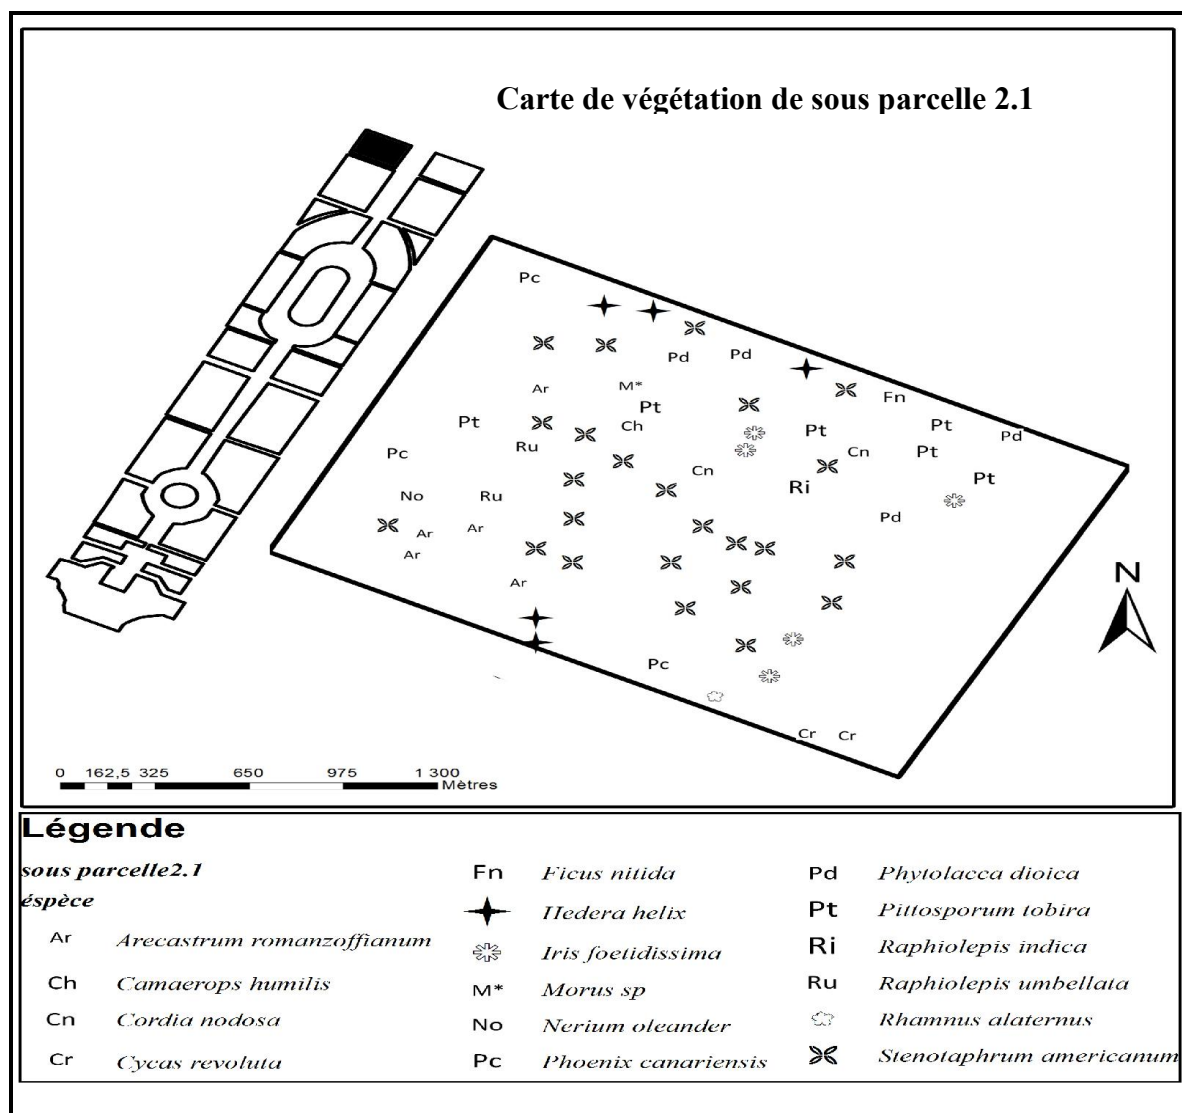 Carte de végétation de sous parcelle 2.1
Pc
Pd
Pd
Ar
M*
Fn
Pt
Pt
Ch
Pt
Pt
Pd
Ru
Pc
Cn
Pt
Cn
Pt
Ri
No
Ru
Pd
Ar
Ar
Ar
Ar
Pc
Cr
Cr
N
0 162,5 325 650 975 1 300
Mètres
Légende
sous parcelle2.1
éspèce
Ar Arecastrum romanzoffianum
Ch Camaerops humilis
Cn Cordia nodosa
Cr Cycas revoluta
Fn Ficus nitida
Hedera helix
Iris foetidissima
M* Morus sp
No Nerium oleander
Pc Phoenix canariensis
Pd Phytolacca dioica
Pt Pittosporum tobira
Ri Raphiolepis indica
Ru Raphiolepis umbellata
Rhamnus alaternus
Stenotaphrum americanum